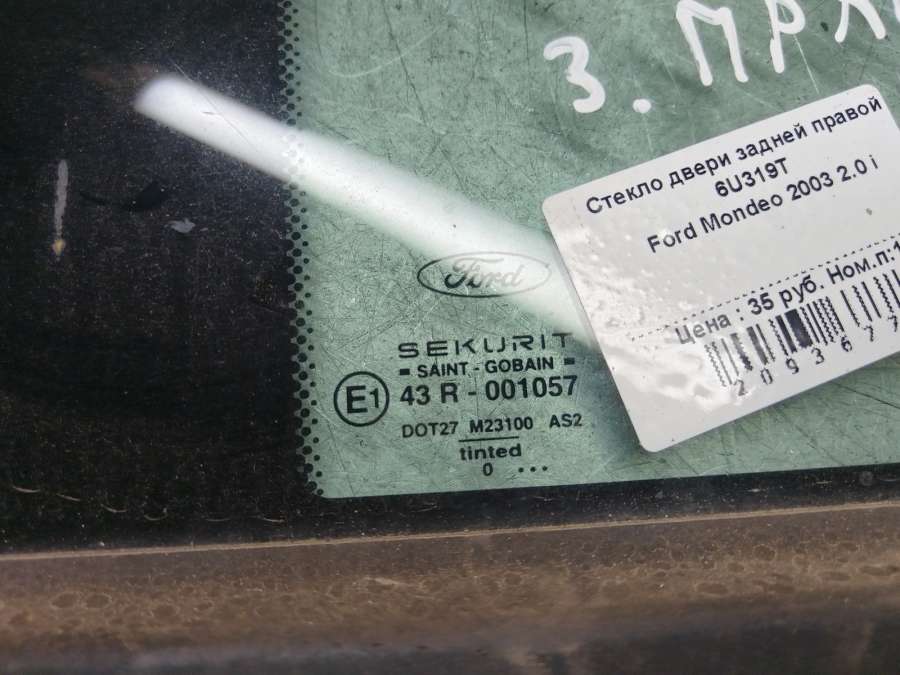 З. ПРА
Стекло двери задней правой
6U319T
Ford Mondeo 2003 2.0 i
Цена : 35 руб. Ном.п:1
2093677
Ford
SEKURIT
SAINT - GOBAIN
E1 43 R - 001057
DOT27 M23100 AS2
tinted
0 ...